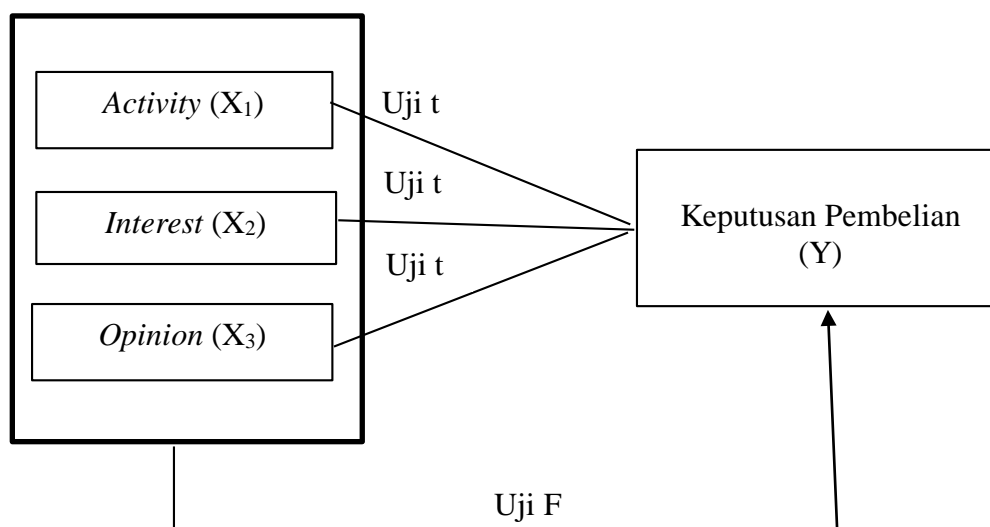 Activity (X₁)
Uji t
Uji t
Interest (X₂)
Keputusan Pembelian
(Y)
Uji t
Opinion (X₃)
Uji F